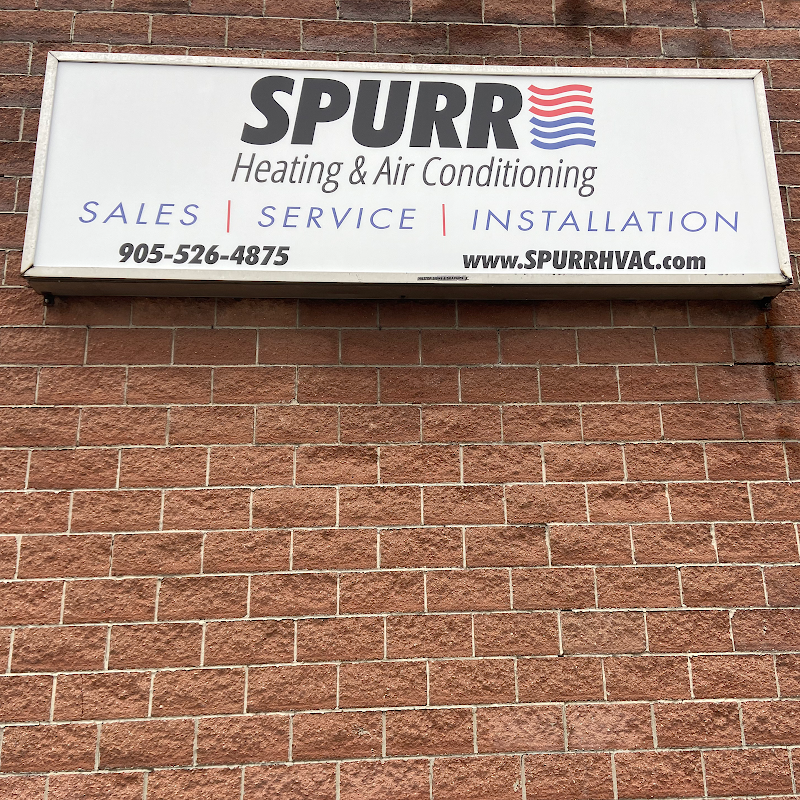 SPURR
Heating & Air Conditioning
SALES | SERVICE | INSTALLATION
905-526-4875 www.SPURRHVAC.com